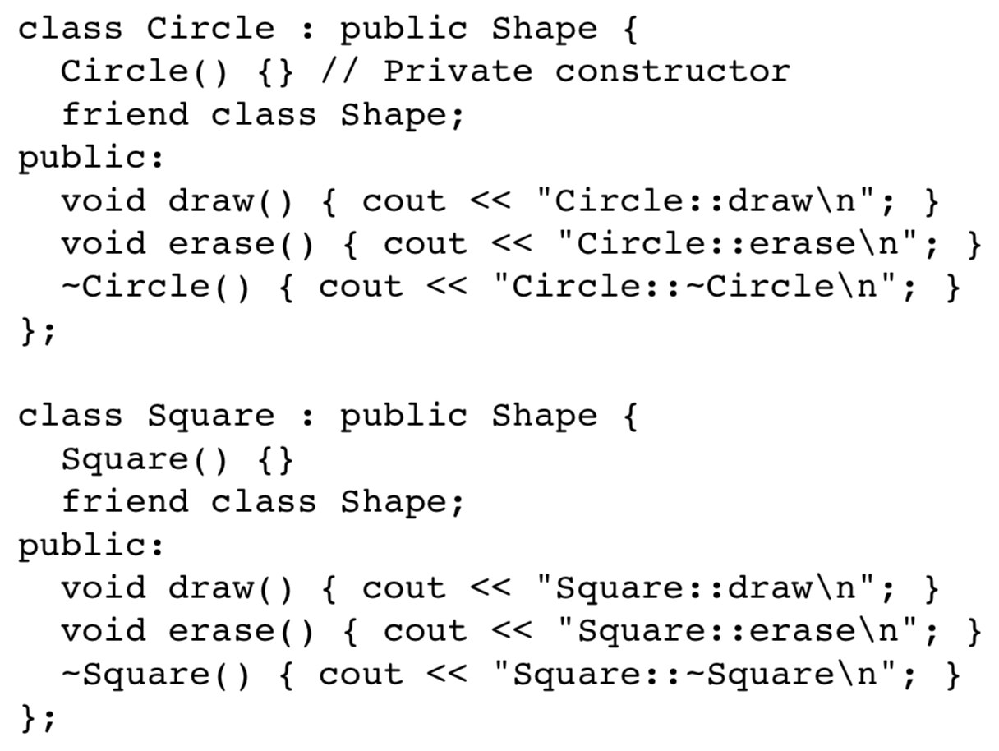 class Circle : public Shape {
  Circle() {} // Private constructor
  friend class Shape;
public:
  void draw() { cout << "Circle::draw\n"; }
  void erase() { cout << "Circle::erase\n"; }
  ~Circle() { cout << "Circle::~Circle\n"; }
};

class Square : public Shape {
  Square() {}
  friend class Shape;
public:
  void draw() { cout << "Square::draw\n"; }
  void erase() { cout << "Square::erase\n"; }
  ~Square() { cout << "Square::~Square\n"; }
};